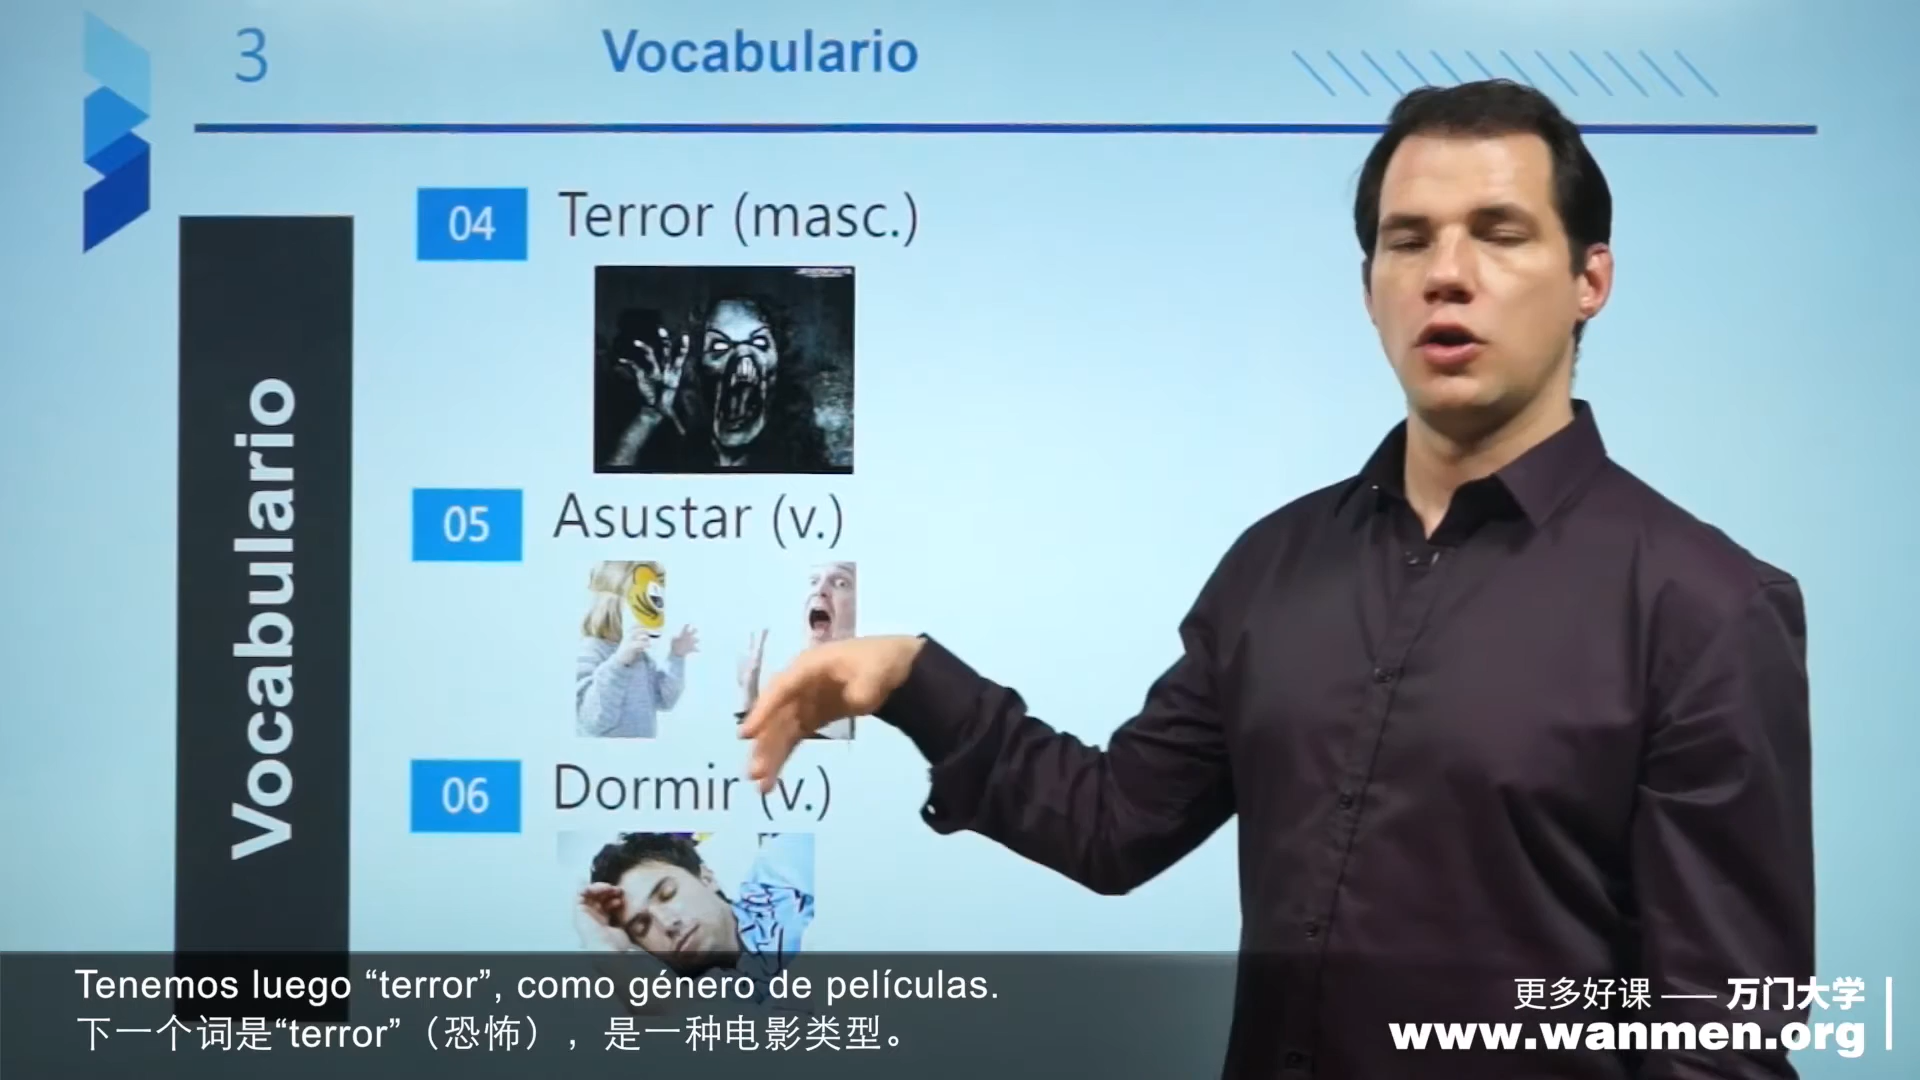 3
Vocabulario
04
Terror (masc.)
05
Asustar (v.)
06
Dormir (v.)
Vocabulario
Tenemos luego “terror”, como género de películas.
下一个词是“terror”（恐怖），是一种电影类型。
更多好课 —— 万门大学
www.wanmen.org